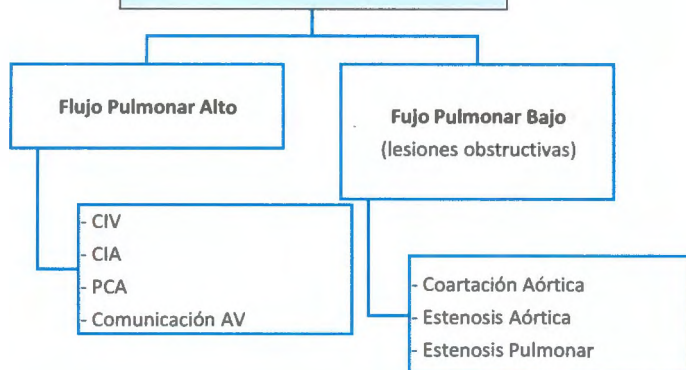 Flujo Pulmonar Alto
Fujo Pulmonar Bajo
(lesiones obstructivas)
- CIV
- CIA
- PCA
- Comunicación AV
- Coartación Aórtica
- Estenosis Aórtica
- Estenosis Pulmonar